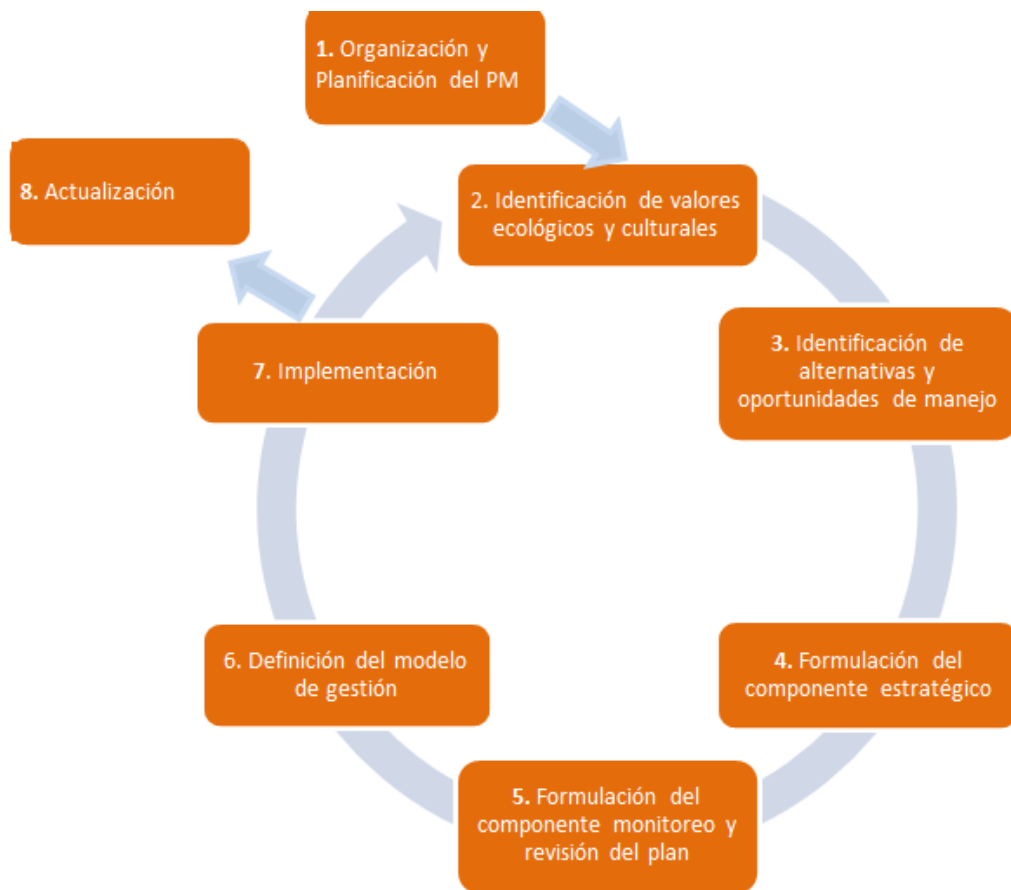 1. Organización y
Planificación del PM
2. Identificación de valores
ecológicos y culturales
3. Identificación de
alternativas y
oportunidades de manejo
4. Formulación del
componente estratégico
5. Formulación del
componente monitoreo y
revisión del plan
6. Definición del modelo
de gestión
7. Implementación
8. Actualización